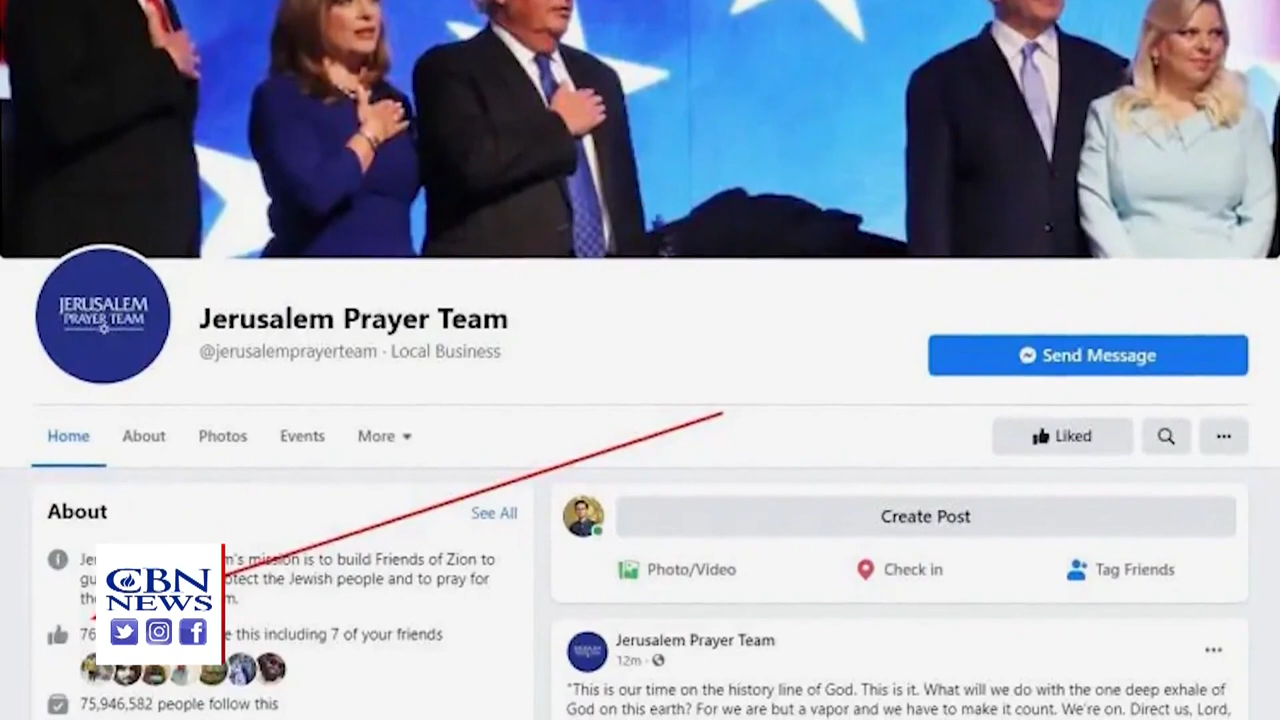 JERUSALEM
PRAYER TEAM
Jerusalem Prayer Team
@jerusalemprayerteam · Local Business
Send Message
Home About Photos Events More
Liked
About
See All
Create Post
Photo/Video Check in Tag Friends
m's mission is to build Friends of Zion to
protect the Jewish people and to pray for
CBN
NEWS
this including 7 of your friends
75,946,582 people follow this
Jerusalem Prayer Team
12m ·
"This is our time on the history line of God. This is it. What will we do with the one deep exhale of
God on this earth? For we are but a vapor and we have to make it count. We're on. Direct us, Lord,